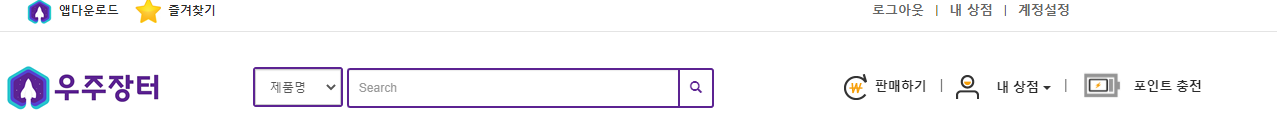 앱다운로드 즐겨찾기 로그아웃 | 내 상점 | 계정설정
우주장터 제품명 Search 판매하기 | 내 상점 | 포인트 충전